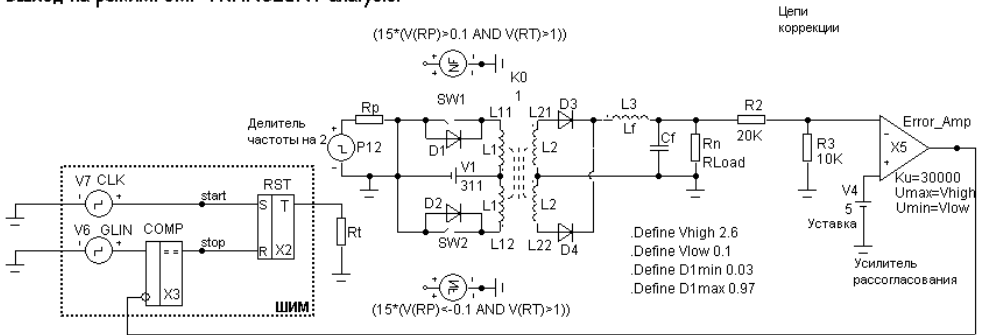 Цепи
коррекции
(15*(V(RP)>0.1 AND V(RT)>1))
NF
K0
1
SW1
L11
L21
D3
L3
R2
Rp
Делитель
частоты на 2
P12
D1
L1
L2
Lf
Cf
Rn
RLoad
20K
R3
10K
Error_Amp
X5
V1
311
Ku=30000
Umax=Vhigh
Umin=Vlow
V7 CLK
start
RST
S T
R X2
D2
L1
L2
V4
5
Уставка
V6 GLIN
COMP
==
X3
stop
Rt
SW2
L12
L22
D4
.Define Vhigh 2.6
.Define Vlow 0.1
.Define D1min 0.03
.Define D1max 0.97
Усилитель
рассогласования
ШИМ
(15*(V(RP)<-0.1 AND V(RT)>1))